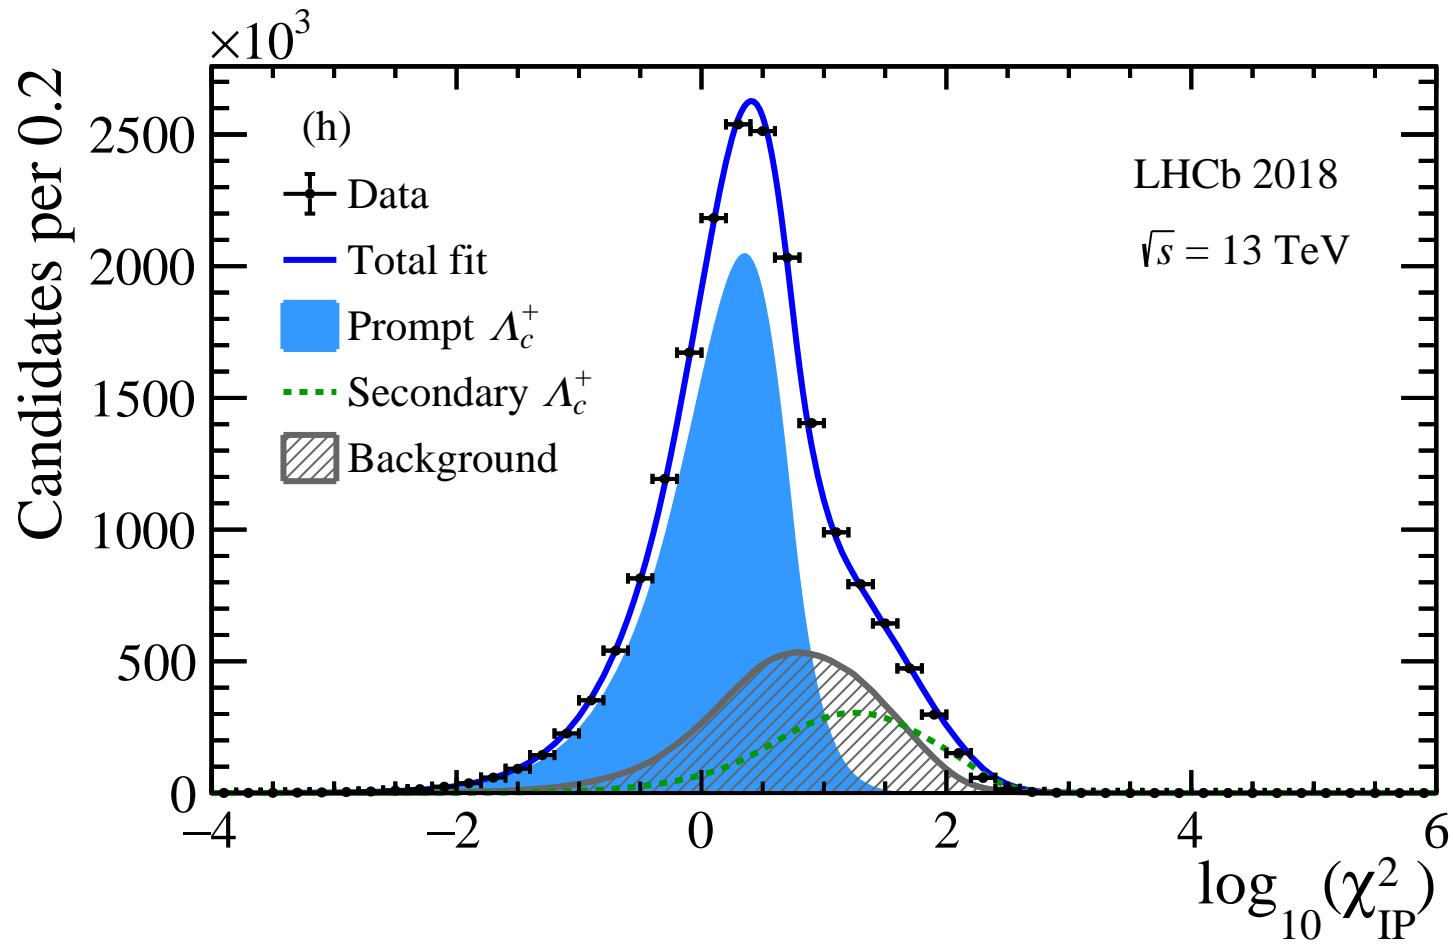 ×10³
Candidates per 0.2
2500
2000
1500
1000
500
0
(h)
Data
Total fit
Prompt Λc+
Secondary Λc+
Background
LHCb 2018
√s = 13 TeV
−4 −2 0 2 4 6
log10(χ²IP)